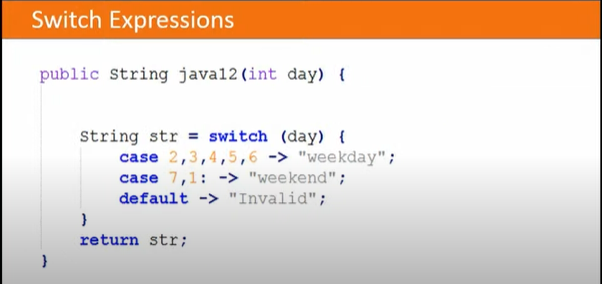 Switch Expressions
public String java12(int day) {
String str = switch (day) {
case 2,3,4,5,6 -> "weekday";
case 7,1: -> "weekend";
default -> "Invalid";
}
return str;
}